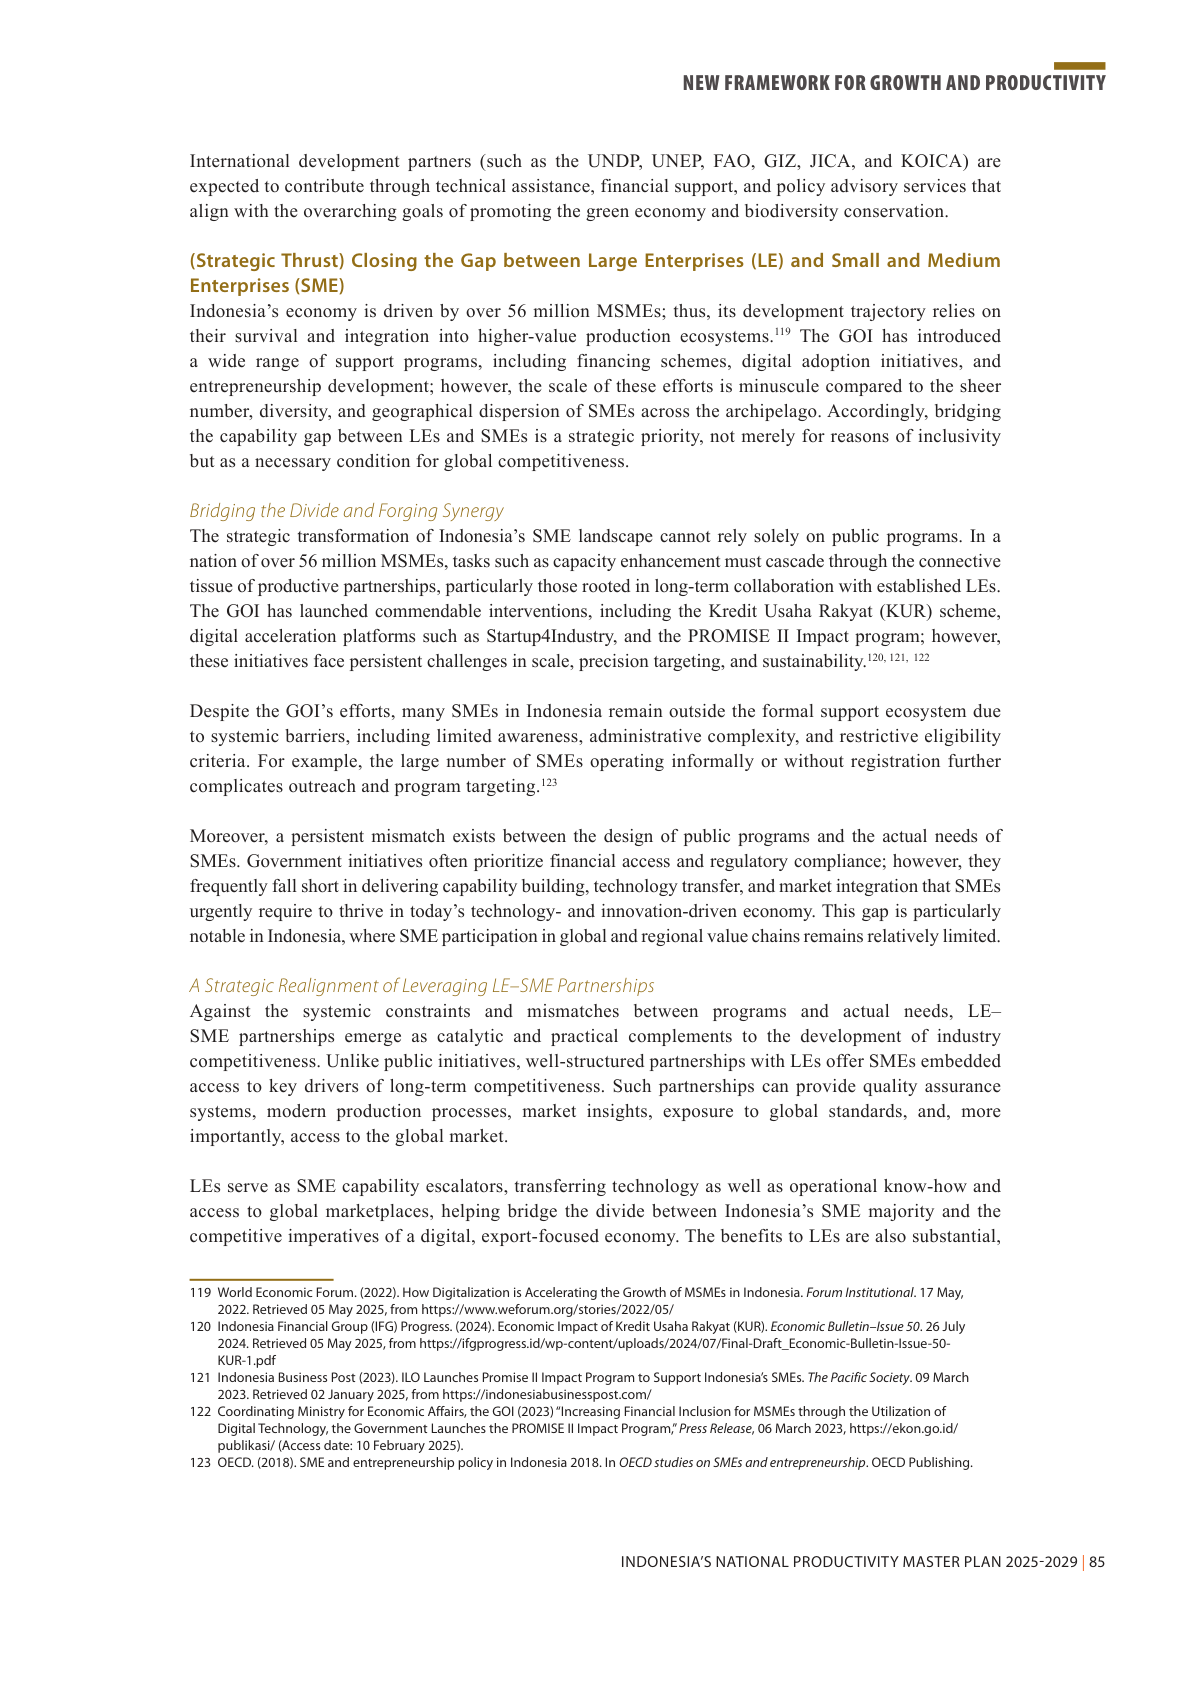 NEW FRAMEWORK FOR GROWTH AND PRODUCTIVITY
International development partners (such as the UNDP, UNEP, FAO, GIZ, JICA, and KOICA) are
expected to contribute through technical assistance, financial support, and policy advisory services that
align with the overarching goals of promoting the green economy and biodiversity conservation.
(Strategic Thrust) Closing the Gap between Large Enterprises (LE) and Small and Medium
Enterprises (SME)
Indonesia’s economy is driven by over 56 million MSMEs; thus, its development trajectory relies on
their survival and integration into higher-value production ecosystems.119 The GOI has introduced
a wide range of support programs, including financing schemes, digital adoption initiatives, and
entrepreneurship development; however, the scale of these efforts is minuscule compared to the sheer
number, diversity, and geographical dispersion of SMEs across the archipelago. Accordingly, bridging
the capability gap between LEs and SMEs is a strategic priority, not merely for reasons of inclusivity
but as a necessary condition for global competitiveness.
Bridging the Divide and Forging Synergy
The strategic transformation of Indonesia’s SME landscape cannot rely solely on public programs. In a
nation of over 56 million MSMEs, tasks such as capacity enhancement must cascade through the connective
tissue of productive partnerships, particularly those rooted in long-term collaboration with established LEs.
The GOI has launched commendable interventions, including the Kredit Usaha Rakyat (KUR) scheme,
digital acceleration platforms such as Startup4Industry, and the PROMISE II Impact program; however,
these initiatives face persistent challenges in scale, precision targeting, and sustainability.120, 121, 122
Despite the GOI’s efforts, many SMEs in Indonesia remain outside the formal support ecosystem due
to systemic barriers, including limited awareness, administrative complexity, and restrictive eligibility
criteria. For example, the large number of SMEs operating informally or without registration further
complicates outreach and program targeting.123
Moreover, a persistent mismatch exists between the design of public programs and the actual needs of
SMEs. Government initiatives often prioritize financial access and regulatory compliance; however, they
frequently fall short in delivering capability building, technology transfer, and market integration that SMEs
urgently require to thrive in today’s technology- and innovation-driven economy. This gap is particularly
notable in Indonesia, where SME participation in global and regional value chains remains relatively limited.
A Strategic Realignment of Leveraging LE–SME Partnerships
Against the systemic constraints and mismatches between programs and actual needs, LE–
SME partnerships emerge as catalytic and practical complements to the development of industry
competitiveness. Unlike public initiatives, well-structured partnerships with LEs offer SMEs embedded
access to key drivers of long-term competitiveness. Such partnerships can provide quality assurance
systems, modern production processes, market insights, exposure to global standards, and, more
importantly, access to the global market.
LEs serve as SME capability escalators, transferring technology as well as operational know-how and
access to global marketplaces, helping bridge the divide between Indonesia’s SME majority and the
competitive imperatives of a digital, export-focused economy. The benefits to LEs are also substantial,
119 World Economic Forum. (2022). How Digitalization is Accelerating the Growth of MSMEs in Indonesia. Forum Institutional. 17 May,
2022. Retrieved 05 May 2025, from https://www.weforum.org/stories/2022/05/
120 Indonesia Financial Group (IFG) Progress. (2024). Economic Impact of Kredit Usaha Rakyat (KUR). Economic Bulletin–Issue 50. 26 July
2024. Retrieved 05 May 2025, from https://ifgprogress.id/wp-content/uploads/2024/07/Final-Draft_Economic-Bulletin-Issue-50-
KUR-1.pdf
121 Indonesia Business Post (2023). ILO Launches Promise II Impact Program to Support Indonesia’s SMEs. The Pacific Society. 09 March
2023. Retrieved 02 January 2025, from https://indonesiabusinesspost.com/
122 Coordinating Ministry for Economic Affairs, the GOI (2023) “Increasing Financial Inclusion for MSMEs through the Utilization of
Digital Technology, the Government Launches the PROMISE II Impact Program,” Press Release, 06 March 2023, https://ekon.go.id/
publikasi/ (Access date: 10 February 2025).
123 OECD. (2018). SME and entrepreneurship policy in Indonesia 2018. In OECD studies on SMEs and entrepreneurship. OECD Publishing.
INDONESIA’S NATIONAL PRODUCTIVITY MASTER PLAN 2025-2029 | 85